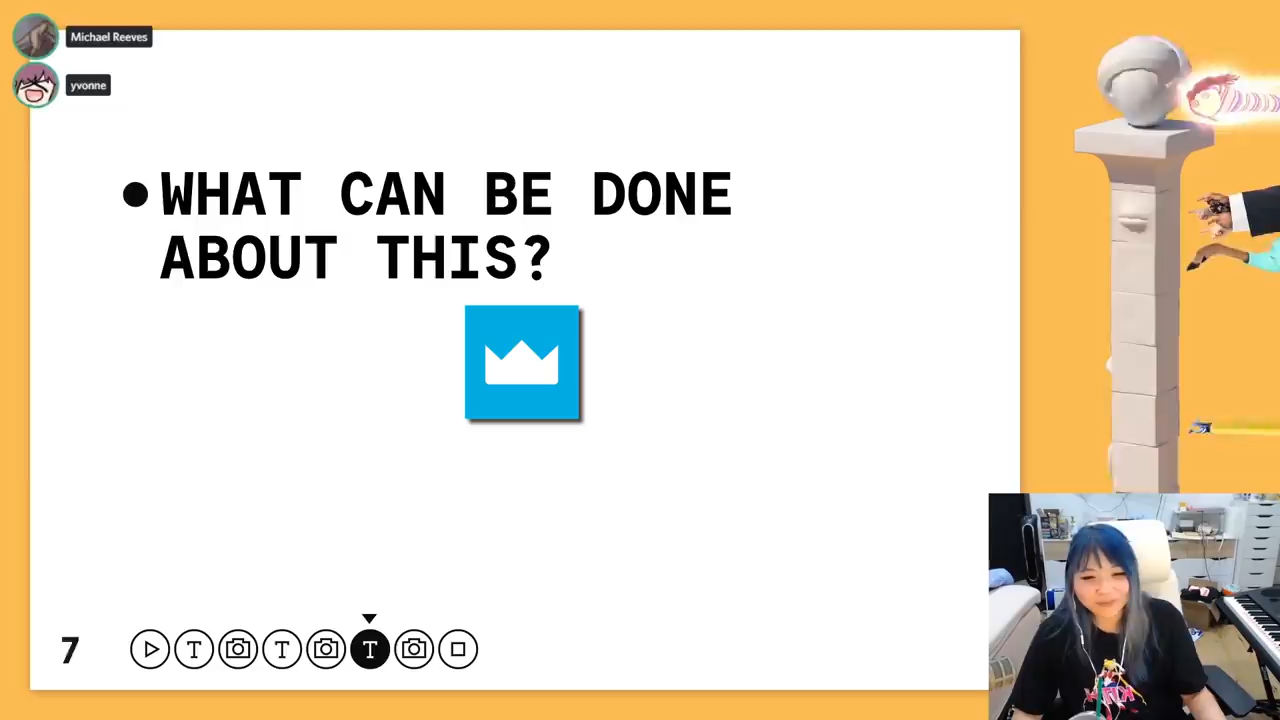 Michael Reeves
yvonne
•WHAT CAN BE DONE
ABOUT THIS?
7
T
T
T